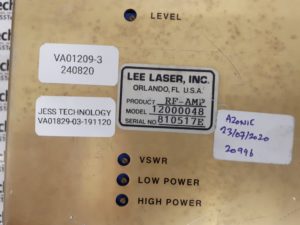 LEVEL
VA01209-3
240820
LEE LASER, INC.
ORLANDO, FL U.S.A.
PRODUCT RF-AMP
MODEL 12000048
SERIAL NO. 810517E
JESS TECHNOLOGY
VA01829-03-191120
AZONIC
23/07/2020
20946
VSWR
LOW POWER
HIGH POWER